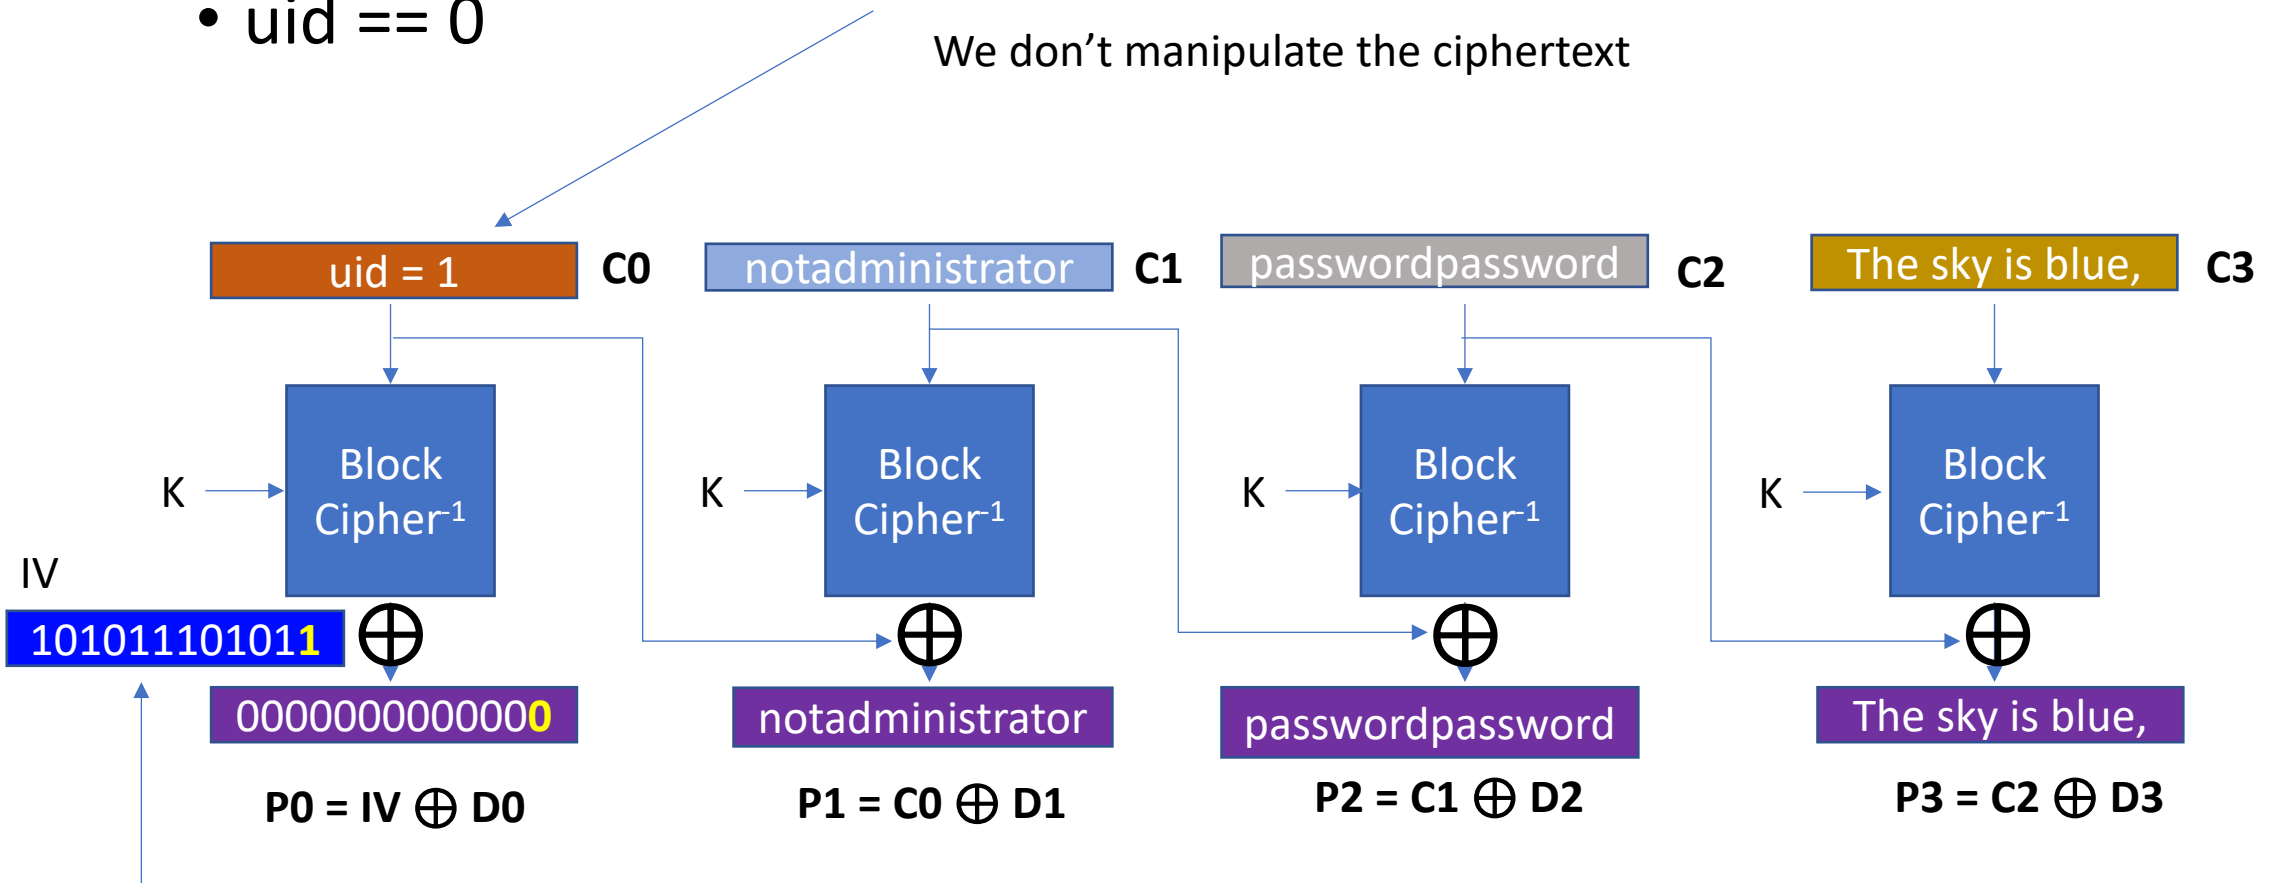 • uid == 0
We don’t manipulate the ciphertext
uid = 1 C0 notadministrator C1 passwordpassword C2 The sky is blue, C3
K Block Cipher-1
K Block Cipher-1
K Block Cipher-1
K Block Cipher-1
IV
101011101011
0000000000000 notadministrator passwordpassword The sky is blue,
P0 = IV ⊕ D0 P1 = C0 ⊕ D1 P2 = C1 ⊕ D2 P3 = C2 ⊕ D3